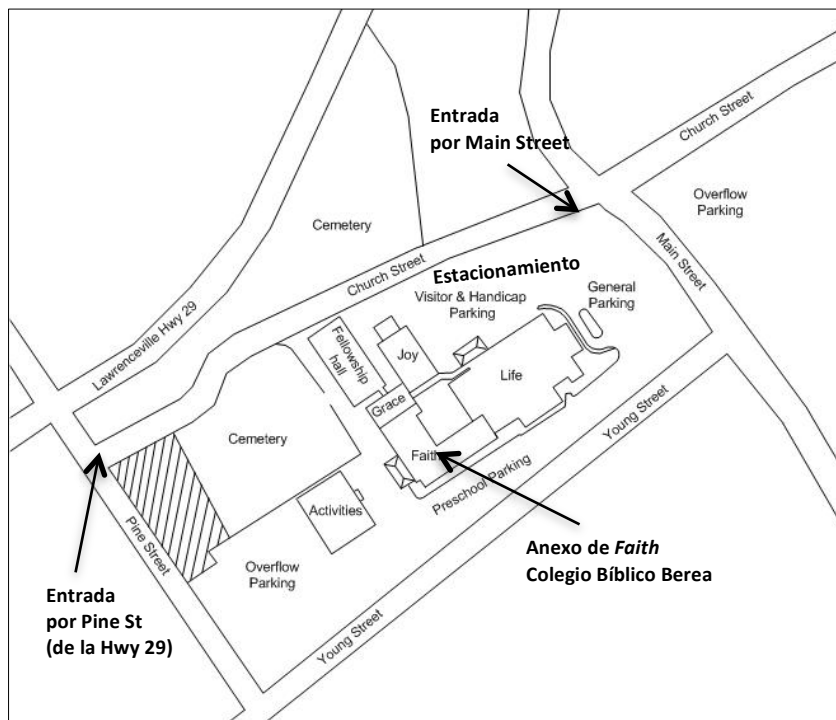 Entrada
por Main Street
Church Street
Overflow
Parking
Cemetery
Main Street
Church Street
Estacionamiento
Visitor & Handicap
Parking
General
Parking
Lawrenceville Hwy 29
Fellowship
hall
Joy
Life
Grace
Cemetery
Faith
Young Street
Preschool Parking
Activities
Pine Street
Overflow
Parking
Anexo de Faith
Colegio Bíblico Berea
Entrada
por Pine St
(de la Hwy 29)
Young Street